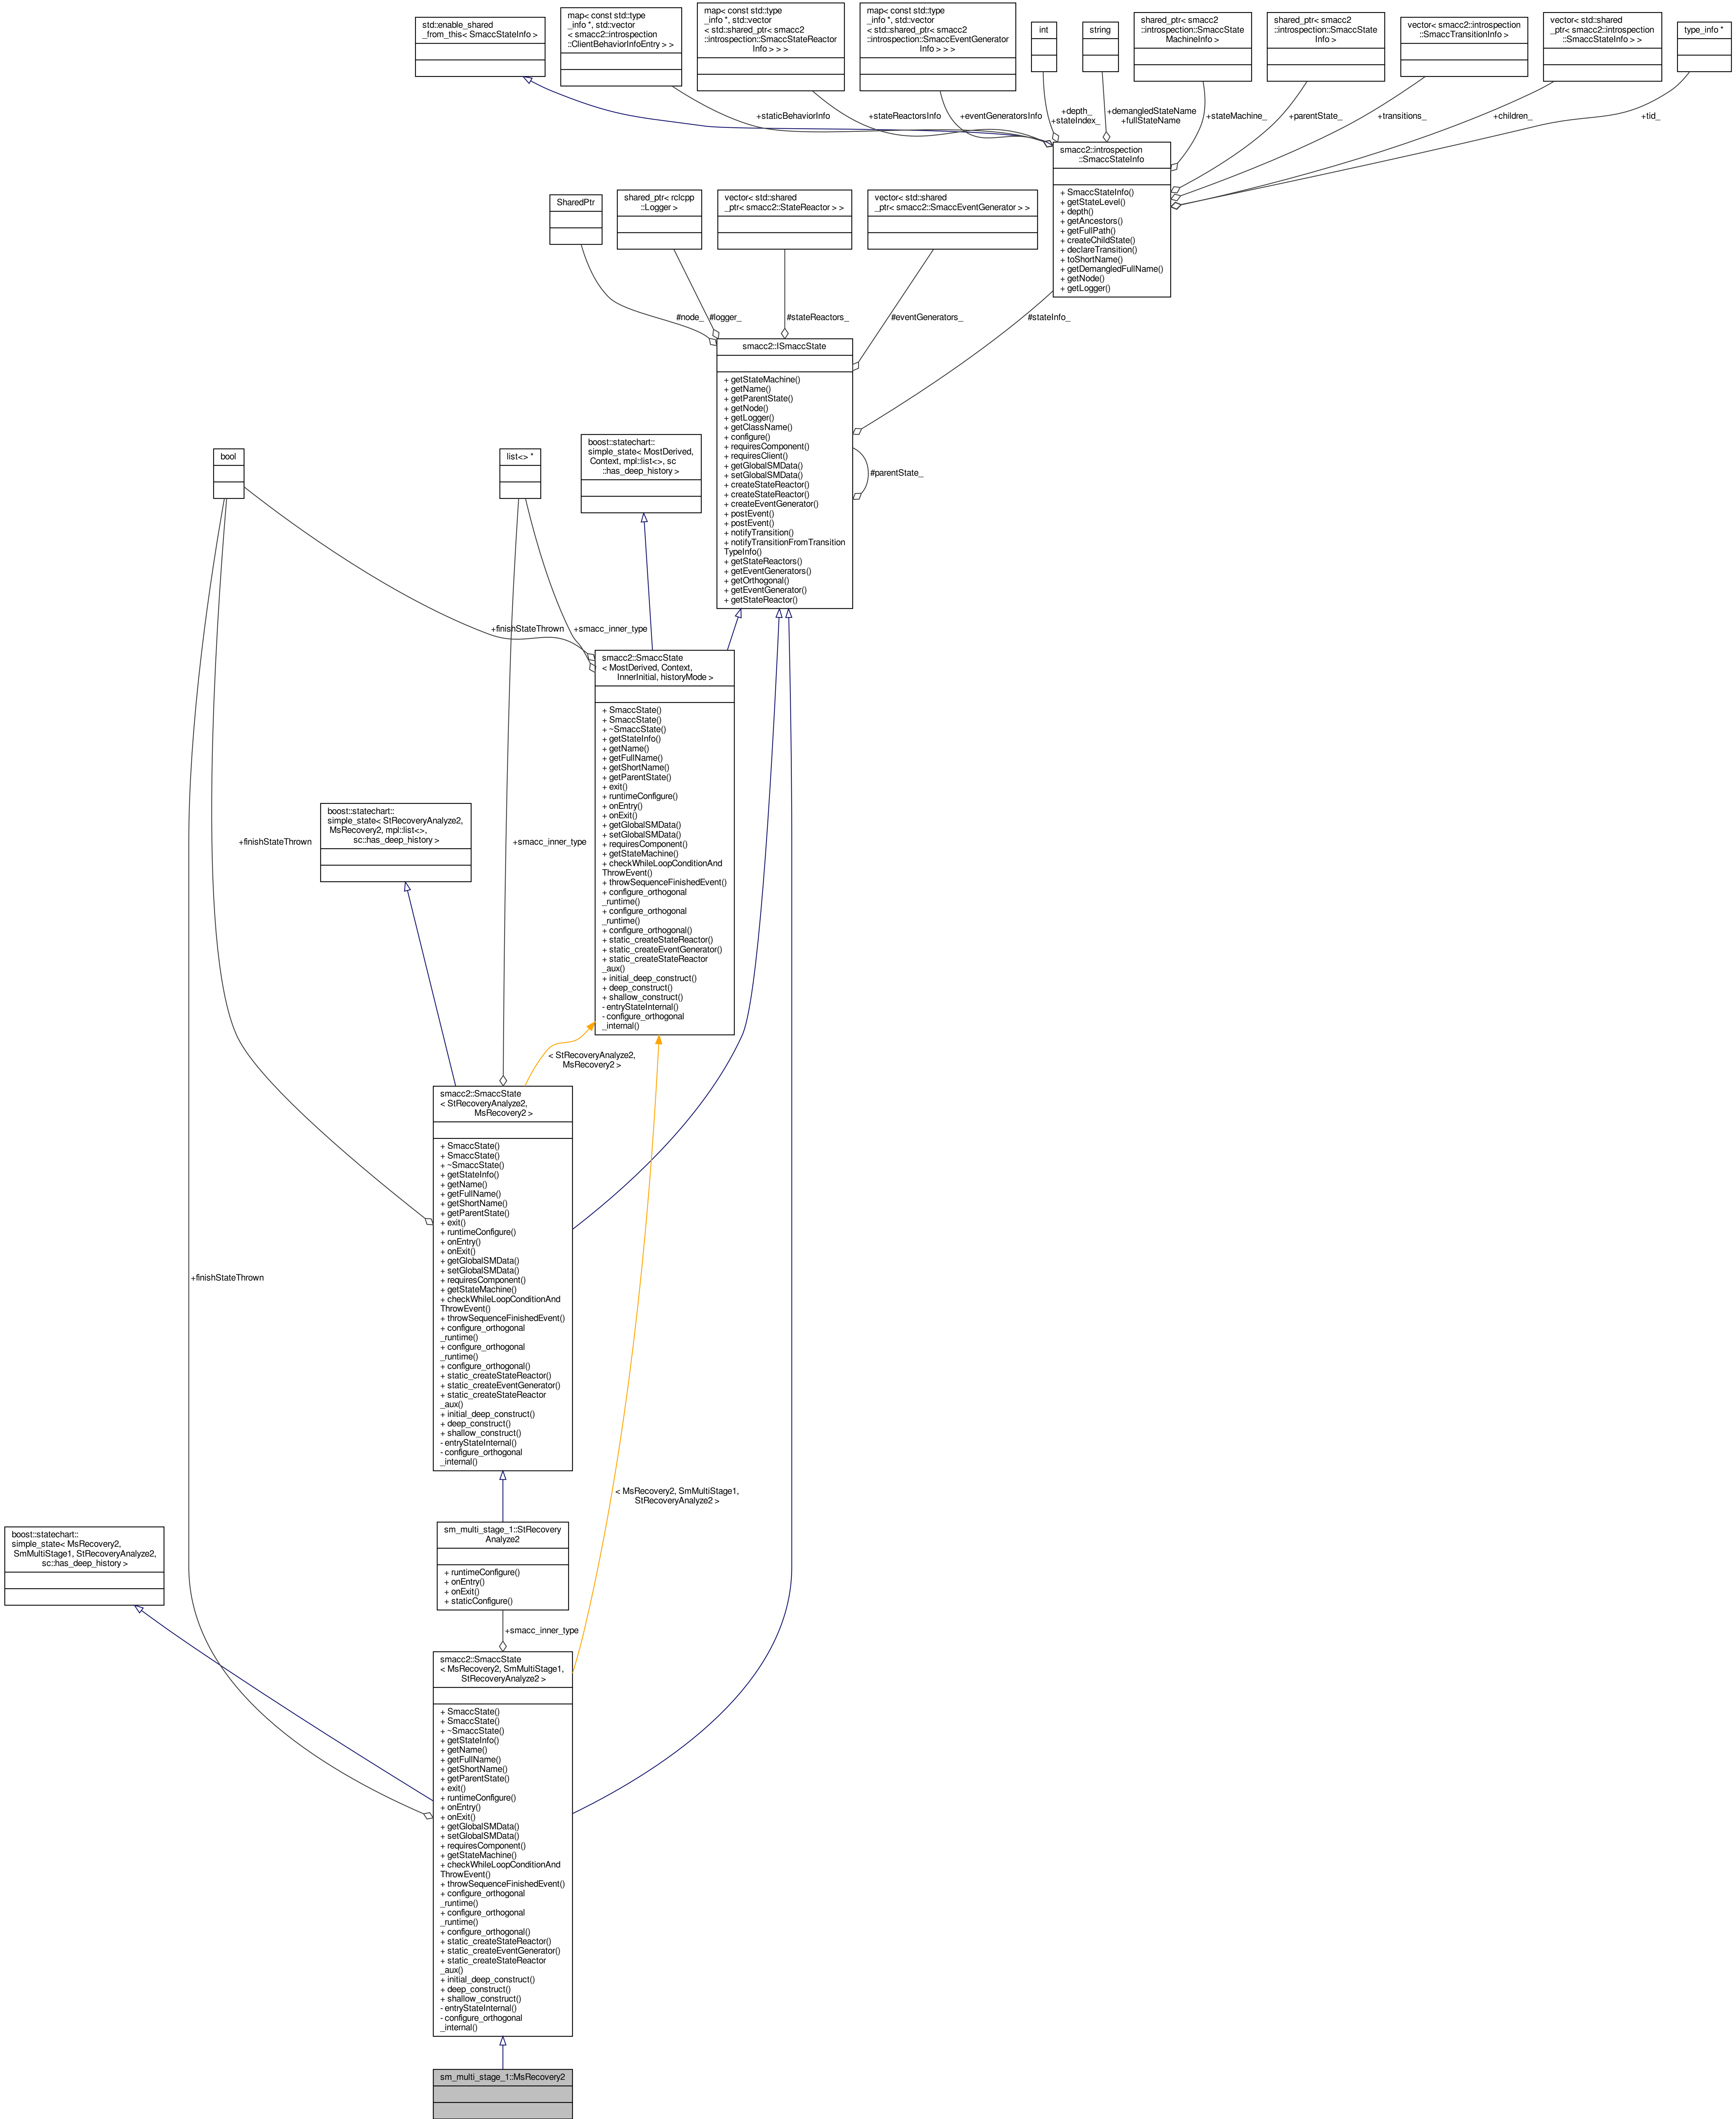 std::enable_shared
_from_this< SmaccStateInfo >
map< const std::type
_info *, std::vector
< smacc2::introspection
::ClientBehaviorInfoEntry > >
map< const std::type
_info *, std::vector
< std::shared_ptr< smacc2
::introspection::SmaccStateReactor
Info > > >
map< const std::type
_info *, std::vector
< std::shared_ptr< smacc2
::introspection::SmaccEventGenerator
Info > > >
int
string
shared_ptr< smacc2
::introspection::SmaccState
MachineInfo >
shared_ptr< smacc2
::introspection::SmaccState
Info >
vector< smacc2::introspection
::SmaccTransitionInfo >
vector< std::shared
_ptr< smacc2::introspection
::SmaccStateInfo > >
type_info *
+staticBehaviorInfo
+stateReactorsInfo
+eventGeneratorsInfo
+depth_
+stateIndex_
+demangledStateName
+fullStateName
+stateMachine_
+parentState_
+transitions_
+children_
+tid_
smacc2::introspection
::SmaccStateInfo
+ SmaccStateInfo()
+ getStateLevel()
+ depth()
+ getAncestors()
+ getFullPath()
+ createChildState()
+ declareTransition()
+ toShortName()
+ getDemangledFullName()
+ getNode()
+ getLogger()
SharedPtr
shared_ptr< rclcpp
::Logger >
vector< std::shared
_ptr< smacc2::StateReactor > >
vector< std::shared
_ptr< smacc2::SmaccEventGenerator > >
#node_
#logger_
#stateReactors_
#eventGenerators_
#stateInfo_
smacc2::ISmaccState
+ getStateMachine()
+ getName()
+ getParentState()
+ getNode()
+ getLogger()
+ getClassName()
+ configure()
+ requiresComponent()
+ requiresClient()
+ getGlobalSMData()
+ setGlobalSMData()
+ createStateReactor()
+ createStateReactor()
+ createEventGenerator()
+ postEvent()
+ postEvent()
+ notifyTransition()
+ notifyTransitionFromTransition
TypeInfo()
+ getStateReactors()
+ getEventGenerators()
+ getOrthogonal()
+ getEventGenerator()
+ getStateReactor()
#parentState_
bool
list<> *
boost::statechart::
simple_state< MostDerived,
Context, mpl::list<>, sc
::has_deep_history >
+finishStateThrown
+smacc_inner_type
smacc2::SmaccState
< MostDerived, Context,
InnerInitial, historyMode >
+ SmaccState()
+ SmaccState()
+ ~SmaccState()
+ getStateInfo()
+ getName()
+ getFullName()
+ getShortName()
+ getParentState()
+ exit()
+ runtimeConfigure()
+ onEntry()
+ onExit()
+ getGlobalSMData()
+ setGlobalSMData()
+ requiresComponent()
+ getStateMachine()
+ checkWhileLoopConditionAnd
ThrowEvent()
+ throwSequenceFinishedEvent()
+ configure_orthogonal
_runtime()
+ configure_orthogonal
_runtime()
+ configure_orthogonal()
+ static_createStateReactor()
+ static_createEventGenerator()
+ static_createStateReactor
_aux()
+ initial_deep_construct()
+ deep_construct()
+ shallow_construct()
- entryStateInternal()
- configure_orthogonal
_internal()
boost::statechart::
simple_state< StRecoveryAnalyze2,
MsRecovery2, mpl::list<>,
sc::has_deep_history >
+finishStateThrown
+smacc_inner_type
< StRecoveryAnalyze2,
MsRecovery2 >
smacc2::SmaccState
< StRecoveryAnalyze2,
MsRecovery2 >
+ SmaccState()
+ SmaccState()
+ ~SmaccState()
+ getStateInfo()
+ getName()
+ getFullName()
+ getShortName()
+ getParentState()
+ exit()
+ runtimeConfigure()
+ onEntry()
+ onExit()
+ getGlobalSMData()
+ setGlobalSMData()
+ requiresComponent()
+ getStateMachine()
+ checkWhileLoopConditionAnd
ThrowEvent()
+ throwSequenceFinishedEvent()
+ configure_orthogonal
_runtime()
+ configure_orthogonal
_runtime()
+ configure_orthogonal()
+ static_createStateReactor()
+ static_createEventGenerator()
+ static_createStateReactor
_aux()
+ initial_deep_construct()
+ deep_construct()
+ shallow_construct()
- entryStateInternal()
- configure_orthogonal
_internal()
+finishStateThrown
< MsRecovery2, SmMultiStage1,
StRecoveryAnalyze2 >
boost::statechart::
simple_state< MsRecovery2,
SmMultiStage1, StRecoveryAnalyze2,
sc::has_deep_history >
sm_multi_stage_1::StRecovery
Analyze2
+ runtimeConfigure()
+ onEntry()
+ onExit()
+ staticConfigure()
+smacc_inner_type
smacc2::SmaccState
< MsRecovery2, SmMultiStage1,
StRecoveryAnalyze2 >
+ SmaccState()
+ SmaccState()
+ ~SmaccState()
+ getStateInfo()
+ getName()
+ getFullName()
+ getShortName()
+ getParentState()
+ exit()
+ runtimeConfigure()
+ onEntry()
+ onExit()
+ getGlobalSMData()
+ setGlobalSMData()
+ requiresComponent()
+ getStateMachine()
+ checkWhileLoopConditionAnd
ThrowEvent()
+ throwSequenceFinishedEvent()
+ configure_orthogonal
_runtime()
+ configure_orthogonal
_runtime()
+ configure_orthogonal()
+ static_createStateReactor()
+ static_createEventGenerator()
+ static_createStateReactor
_aux()
+ initial_deep_construct()
+ deep_construct()
+ shallow_construct()
- entryStateInternal()
- configure_orthogonal
_internal()
sm_multi_stage_1::MsRecovery2